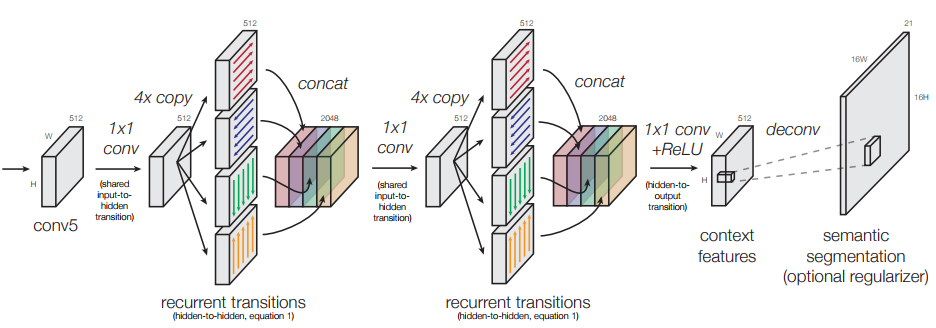 W
H
512
conv5
1x1
conv
(shared
input-to-
hidden
transition)
512
4x copy
512
concat
2048
recurrent transitions
(hidden-to-hidden, equation 1)
1x1
conv
(shared
input-to-
hidden
transition)
512
4x copy
512
concat
2048
recurrent transitions
(hidden-to-hidden, equation 1)
1x1 conv
+ReLU
(hidden-to-
output
transition)
W
H
512
context
features
deconv
21
16W
16H
semantic
segmentation
(optional regularizer)